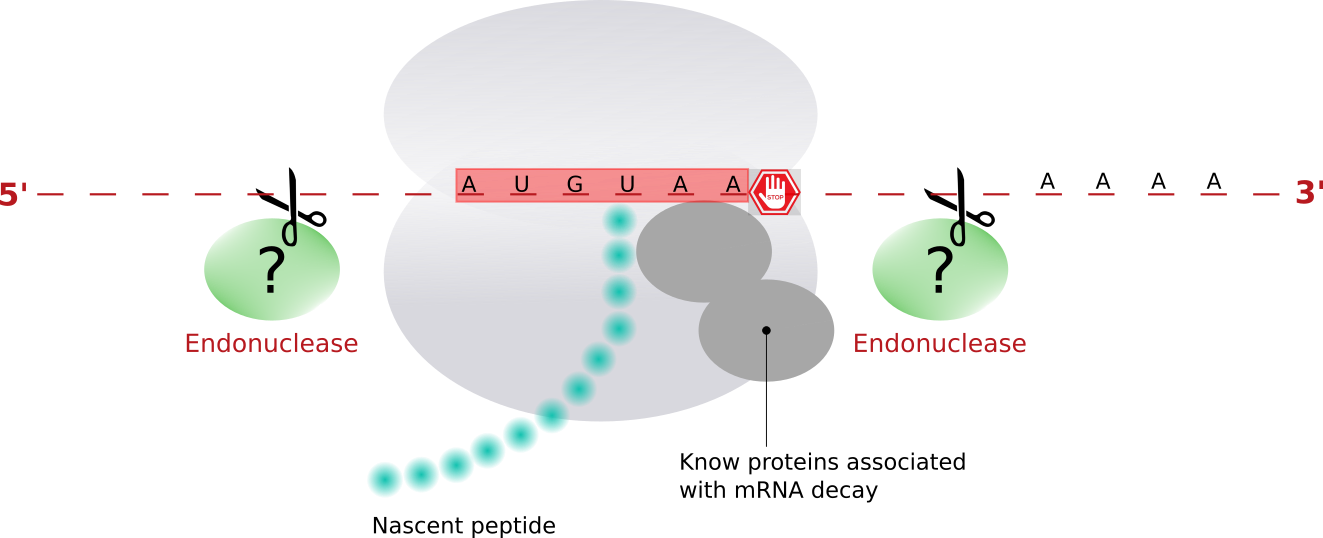 5' A U G U A A STOP A A A A 3'
? ?
Endonuclease Endonuclease
Know proteins associated
with mRNA decay
Nascent peptide